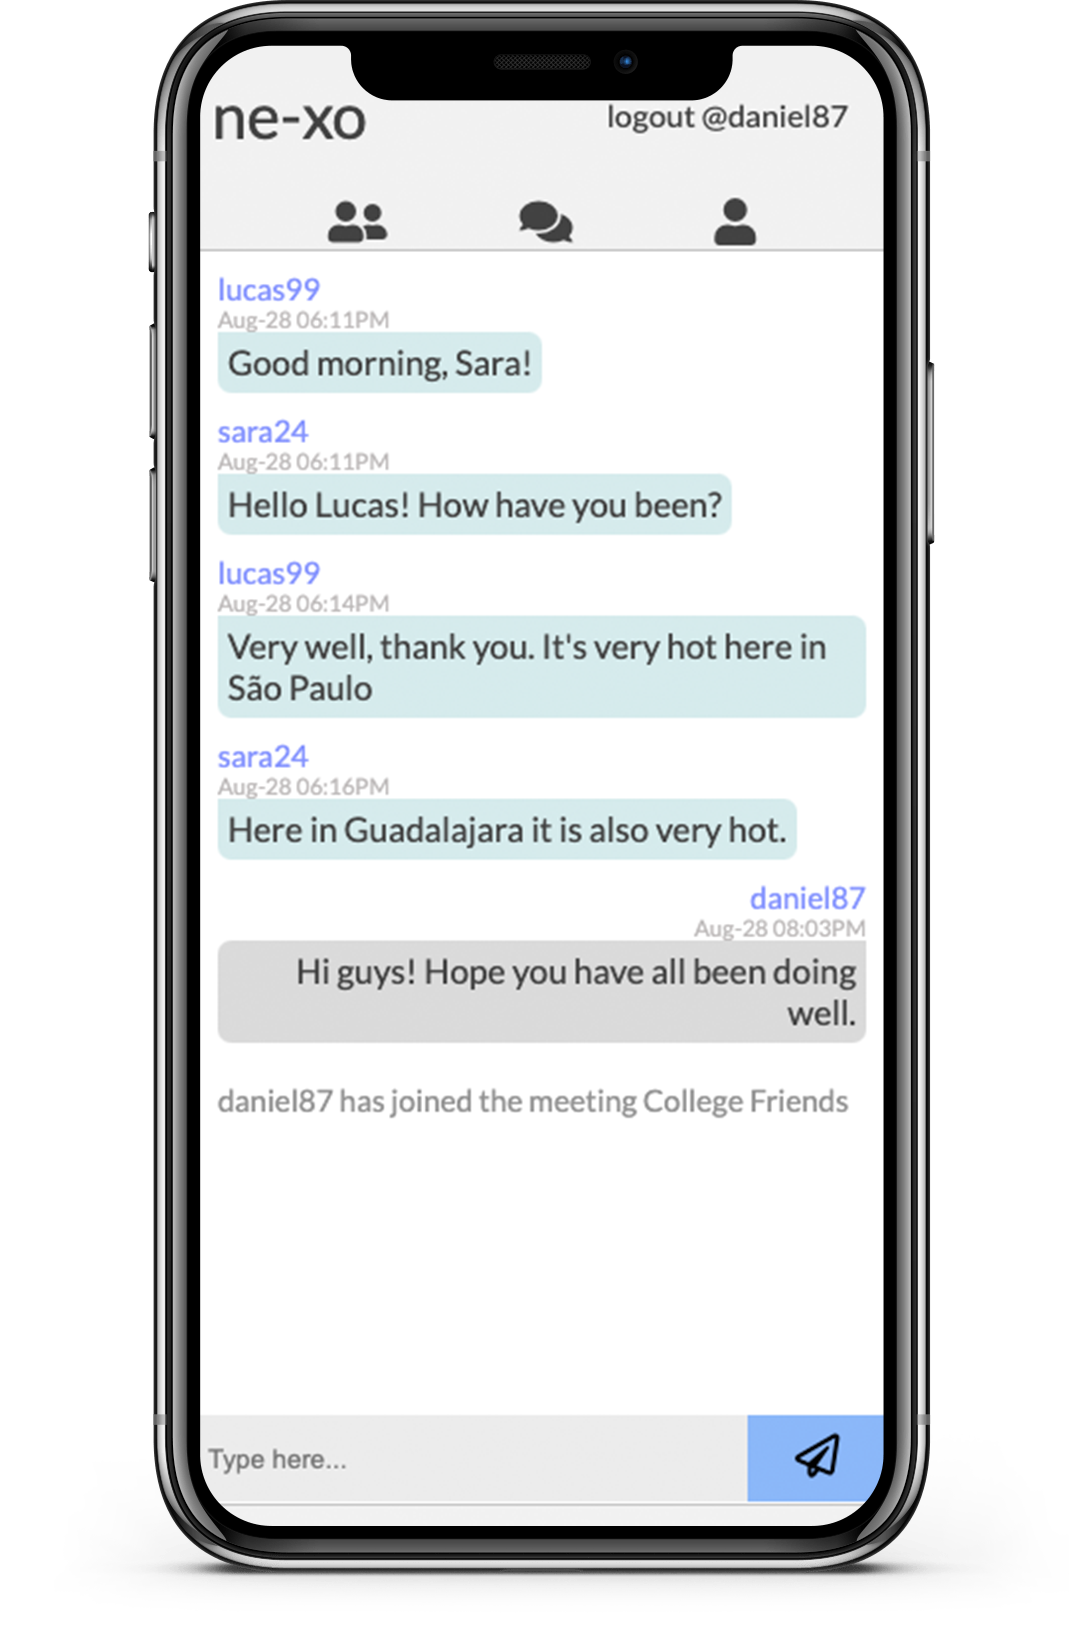 ne-xo
logout @daniel87
lucas99
Aug-28 06:11PM
Good morning, Sara!
sara24
Aug-28 06:11PM
Hello Lucas! How have you been?
lucas99
Aug-28 06:14PM
Very well, thank you. It's very hot here in
São Paulo
sara24
Aug-28 06:16PM
Here in Guadalajara it is also very hot.
daniel87
Aug-28 08:03PM
Hi guys! Hope you have all been doing
well.
daniel87 has joined the meeting College Friends
Type here...